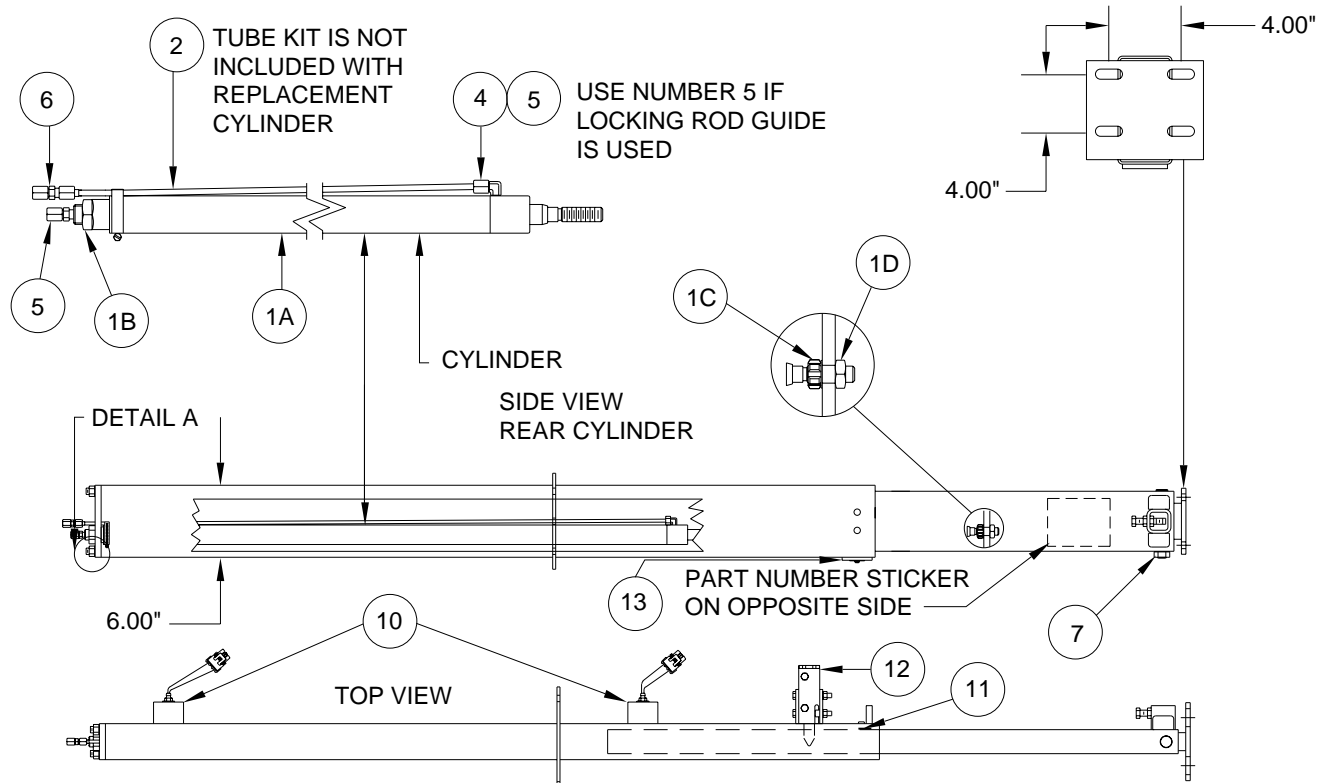 2
TUBE KIT IS NOT
INCLUDED WITH
REPLACEMENT
CYLINDER
6
4
5
USE NUMBER 5 IF
LOCKING ROD GUIDE
IS USED
4.00"
4.00"
5
1B
1A
CYLINDER
1C
1D
SIDE VIEW
REAR CYLINDER
DETAIL A
6.00"
13
PART NUMBER STICKER
ON OPPOSITE SIDE
7
10
TOP VIEW
12
11